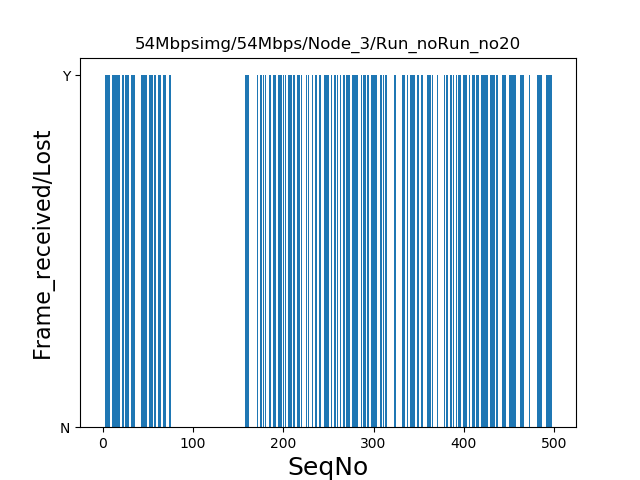 54Mbpsimg/54Mbps/Node_3/Run_noRun_no20
Y
Frame_received/Lost
N
0 100 200 300 400 500
SeqNo